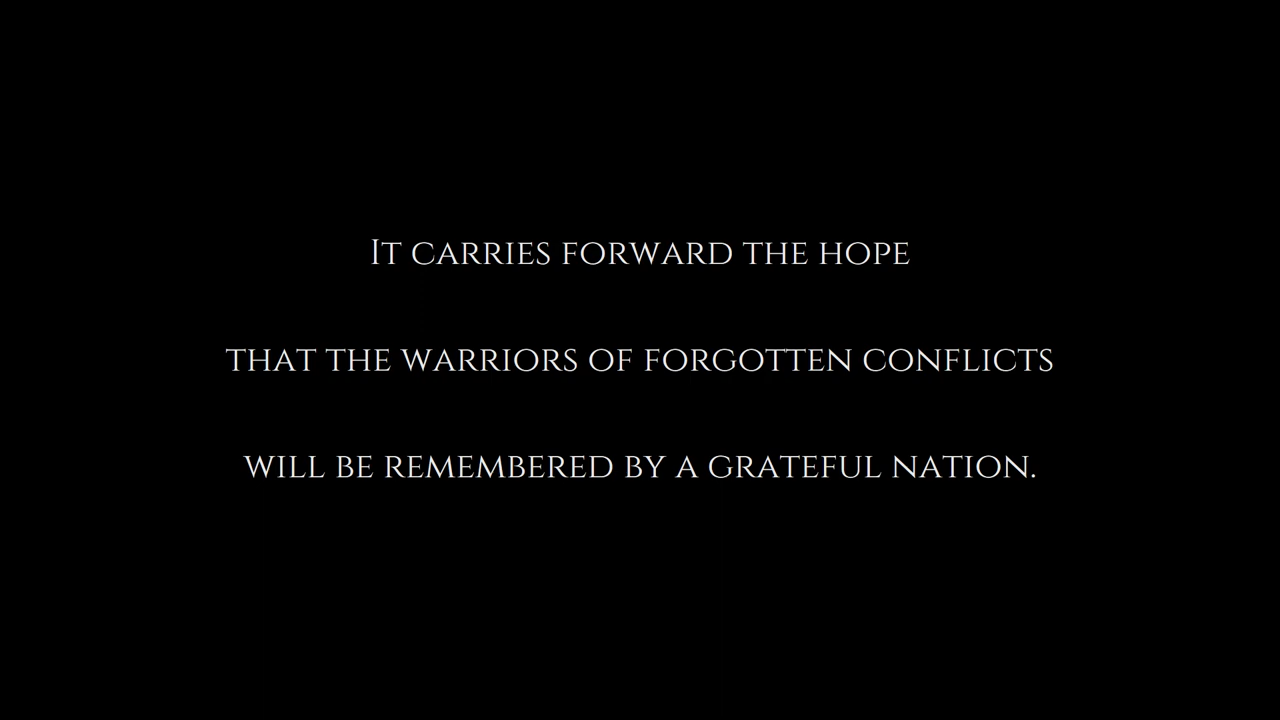 It carries forward the hope
that the warriors of forgotten conflicts
will be remembered by a grateful nation.